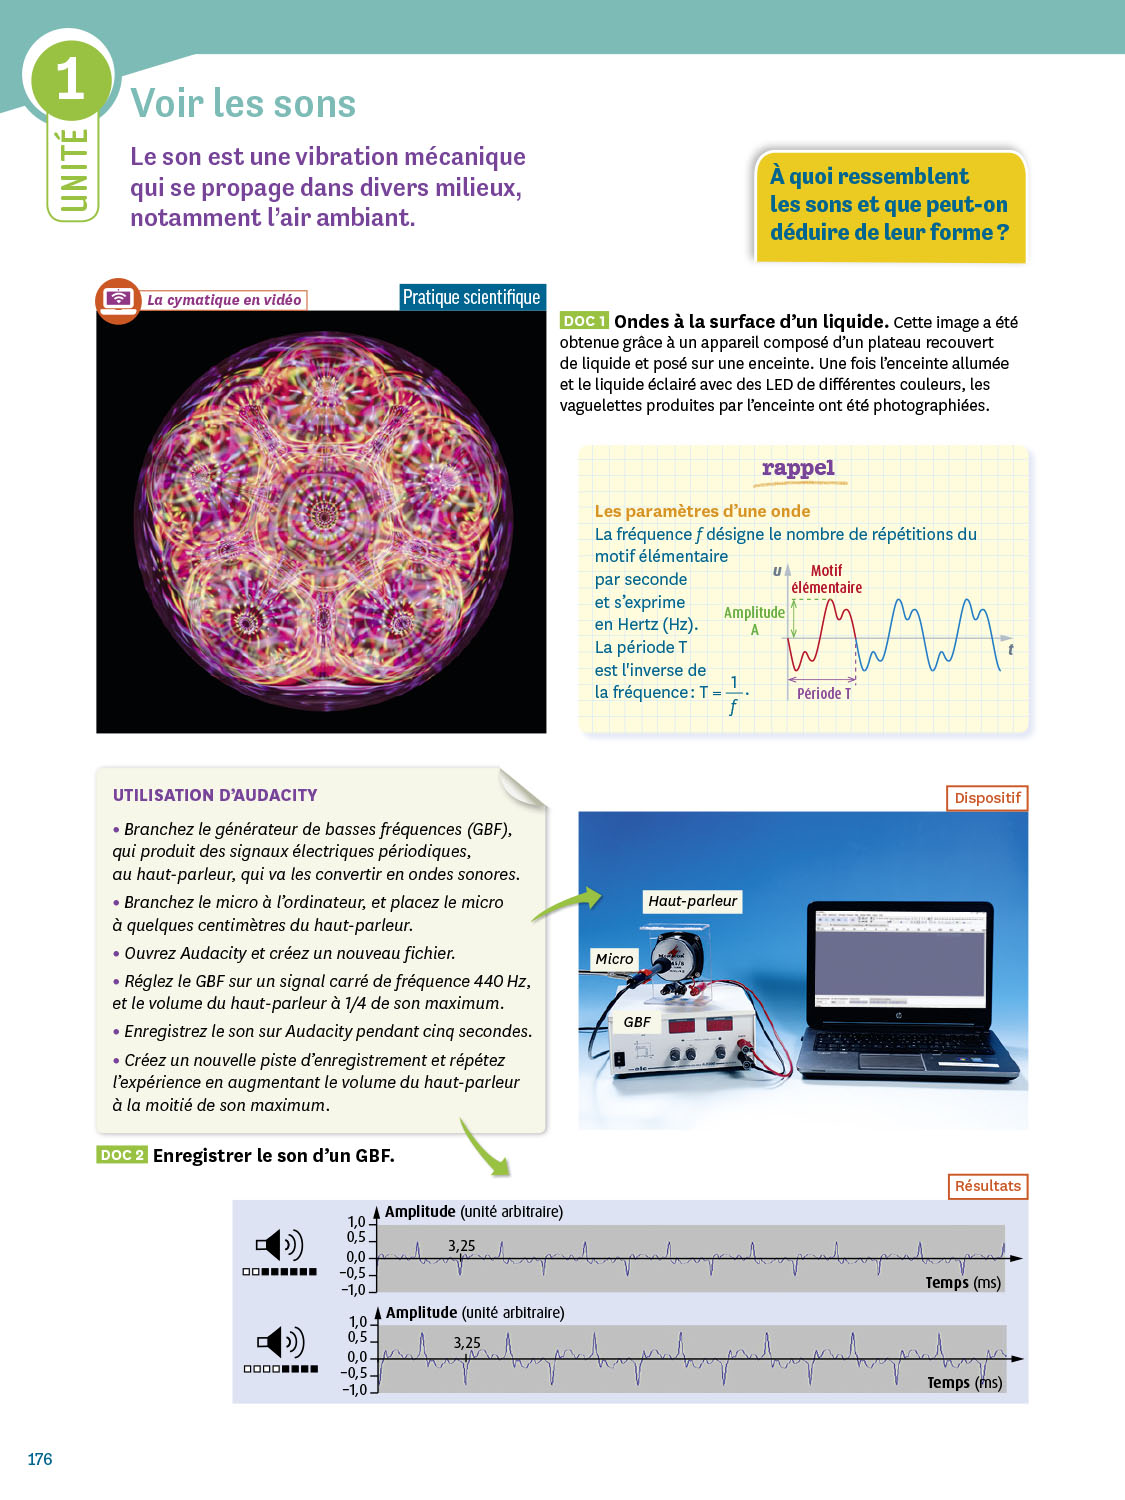 1
UNITÉ
Voir les sons
Le son est une vibration mécanique
qui se propage dans divers milieux,
notamment l'air ambiant.
À quoi ressemblent
les sons et que peut-on
déduire de leur forme ?
La cymatique en vidéo
Pratique scientifique
DOC 1 Ondes à la surface d'un liquide. Cette image a été
obtenue grâce à un appareil composé d'un plateau recouvert
de liquide et posé sur une enceinte. Une fois l'enceinte allumée
et le liquide éclairé avec des LED de différentes couleurs, les
vaguelettes produites par l'enceinte ont été photographiées.
rappel
Les paramètres d'une onde
La fréquence f désigne le nombre de répétitions du
motif élémentaire
par seconde
et s'exprime
en Hertz (Hz).
La période T
est l'inverse de
la fréquence : T = 1/f.
u
Motif
élémentaire
Amplitude
A
t
Période T
UTILISATION D'AUDACITY
• Branchez le générateur de basses fréquences (GBF),
qui produit des signaux électriques périodiques,
au haut-parleur, qui va les convertir en ondes sonores.
• Branchez le micro à l'ordinateur, et placez le micro
à quelques centimètres du haut-parleur.
• Ouvrez Audacity et créez un nouveau fichier.
• Réglez le GBF sur un signal carré de fréquence 440 Hz,
et le volume du haut-parleur à 1/4 de son maximum.
• Enregistrez le son sur Audacity pendant cinq secondes.
• Créez un nouvelle piste d'enregistrement et répétez
l'expérience en augmentant le volume du haut-parleur
à la moitié de son maximum.
Dispositif
Haut-parleur
Micro
GBF
hp
DOC 2 Enregistrer le son d'un GBF.
Résultats
Amplitude (unité arbitraire)
1,0
0,5
0,0
–0,5
–1,0
3,25
Temps (ms)
Amplitude (unité arbitraire)
1,0
0,5
0,0
–0,5
–1,0
3,25
Temps (ms)
176